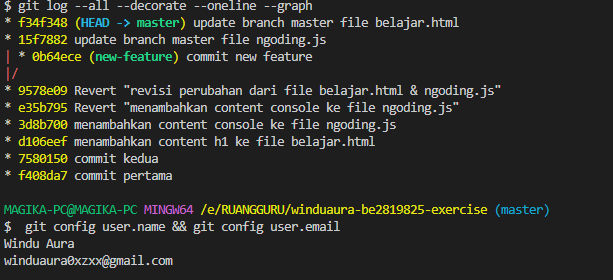 $ git log --all --decorate --oneline --graph
* f34f348 (HEAD -> master) update branch master file belajar.html
* 15f7882 update branch master file ngoding.js
| * 0b64ece (new-feature) commit new feature
|/
* 9578e09 Revert "revisi perubahan dari file belajar.html & ngoding.js"
* e35b795 Revert "menambahkan content console ke file ngoding.js"
* 3d8b700 menambahkan content console ke file ngoding.js
* d106eef menambahkan content h1 ke file belajar.html
* 7580150 commit kedua
* f408da7 commit pertama
MAGIKA-PC@MAGIKA-PC MINGW64 /e/RUANGGURU/winduaura-be2819825-exercise (master)
$  git config user.name && git config user.email
Windu Aura
winduaura0xzxx@gmail.com